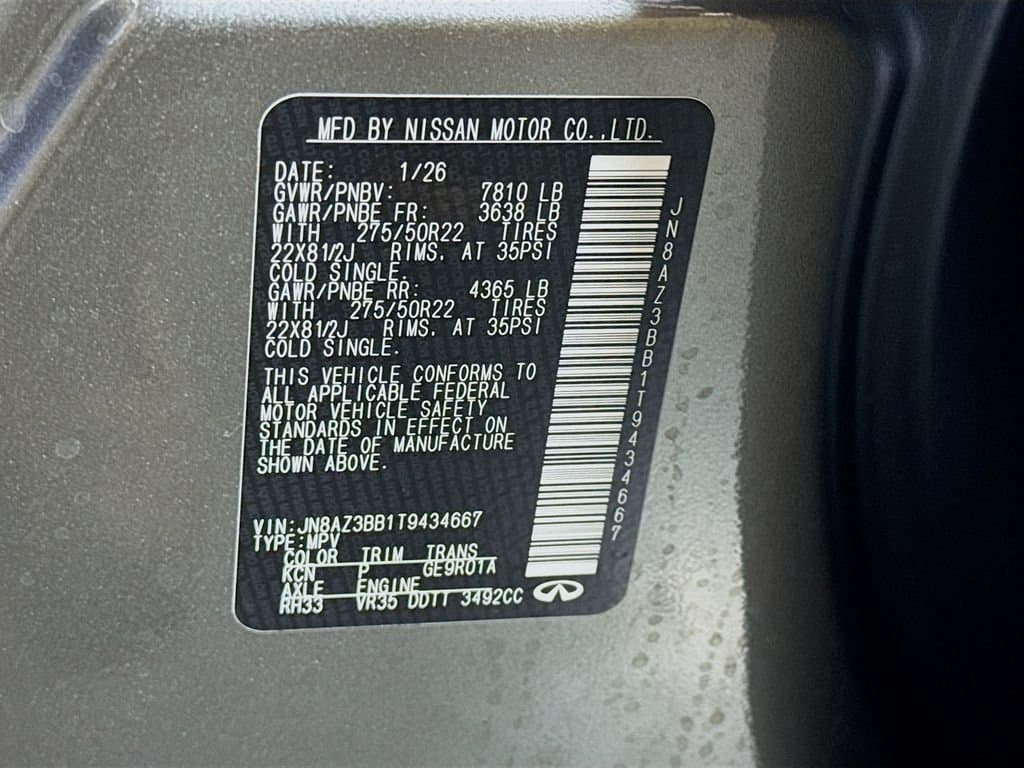 MFD BY NISSAN MOTOR CO.,LTD.
DATE: 1/26
GVWR/PNBV: 7810 LB
GAWR/PNBE FR: 3638 LB
WITH 275/50R22 TIRES
22X81/2J RIMS. AT 35PSI
COLD SINGLE.
GAWR/PNBE RR: 4365 LB
WITH 275/50R22 TIRES
22X81/2J RIMS. AT 35PSI
COLD SINGLE.
THIS VEHICLE CONFORMS TO
ALL APPLICABLE FEDERAL
MOTOR VEHICLE SAFETY
STANDARDS IN EFFECT ON
THE DATE OF MANUFACTURE
SHOWN ABOVE.
VIN:JN8AZ3BB1T9434667
TYPE:MPV
COLOR TRIM TRANS
KCN P GE9R01A
AXLE ENGINE
RH33 VR35 DDTT 3492CC
JN8AZ3BB1T9434667